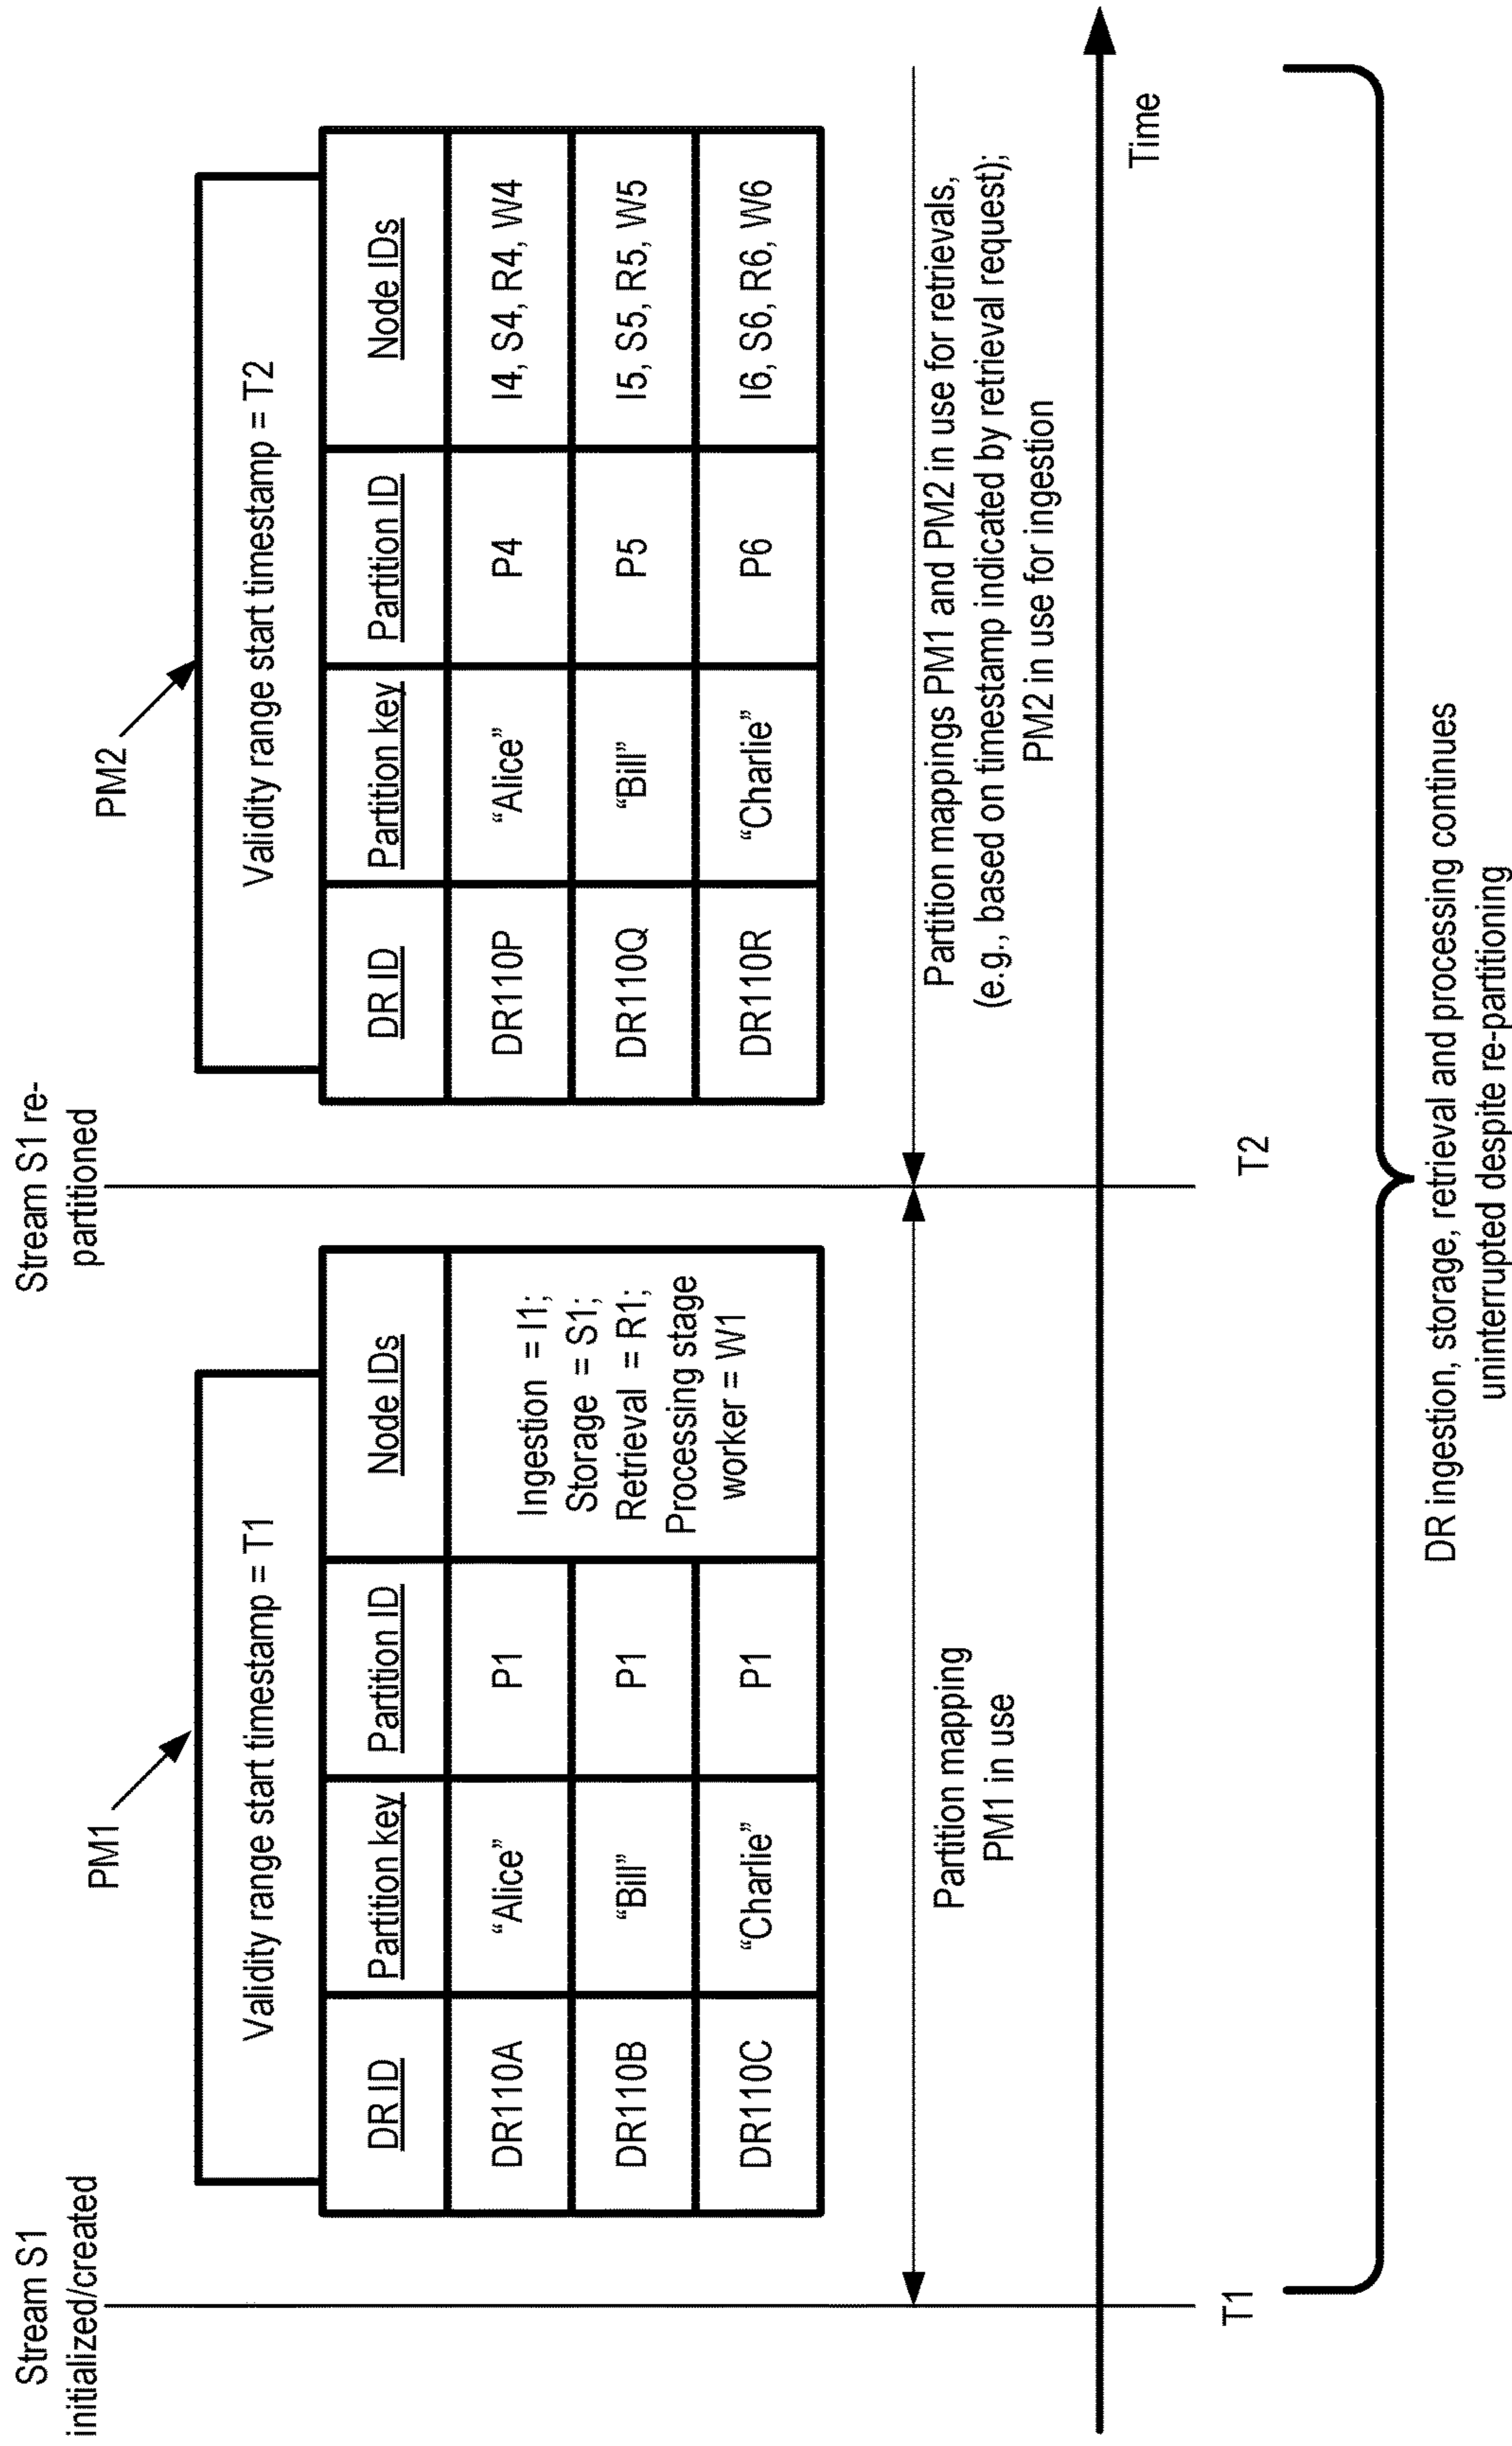 Stream S1
initialized/created
Stream S1 re-
partitioned
PM1
PM2
Validity range start timestamp = T1
DR ID
Partition key
Partition ID
Node IDs
DR110A
“Alice”
P1
DR110B
“Bill”
P1
DR110C
“Charlie”
P1
Ingestion = I1;
Storage = S1;
Retrieval = R1;
Processing stage
worker = W1
Validity range start timestamp = T2
DR ID
Partition key
Partition ID
Node IDs
DR110P
“Alice”
P4
I4, S4, R4, W4
DR110Q
“Bill”
P5
I5, S5, R5, W5
DR110R
“Charlie”
P6
I6, S6, R6, W6
Partition mapping
PM1 in use
Partition mappings PM1 and PM2 in use for retrievals,
(e.g., based on timestamp indicated by retrieval request);
PM2 in use for ingestion
Time
T1
T2
DR ingestion, storage, retrieval and processing continues
uninterrupted despite re-partitioning